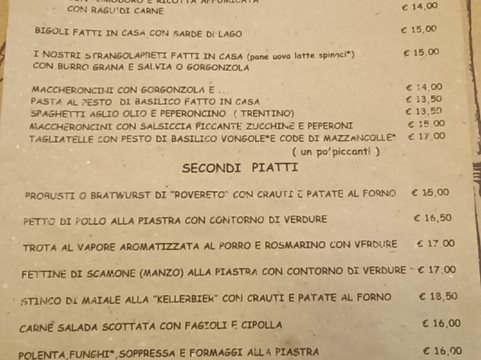 POMODORO E RICOTTA AFFUMICATA
CON RAGU' DI CARNE € 14,00
BIGOLI FATTI IN CASA CON SARDE DI LAGO € 15,00
I NOSTRI STRANGOLAPRETI FATTI IN CASA (pane uova latte spinaci*) € 15,00
CON BURRO GRANA E SALVIA O GORGONZOLA
MACCHERONCINI CON GORGONZOLA E ... € 14,00
PASTA AL PESTO DI BASILICO FATTO IN CASA € 13,50
SPAGHETTI AGLIO OLIO E PEPERONCINO ( TRENTINO) € 13,50
MACCHERONCINI CON SALSICCIA PICCANTE ZUCCHINE E PEPERONI € 15,00
TAGLIATELLE CON PESTO DI BASILICO VONGOLE* E CODE DI MAZZANCOLLE* € 17,00
( un po' piccanti )
SECONDI PIATTI
PROBUSTI O BRATWURST DI "ROVERETO" CON CRAUTI E PATATE AL FORNO € 15,00
PETTO DI POLLO ALLA PIASTRA CON CONTORNO DI VERDURE € 16,50
TROTA AL VAPORE AROMATIZZATA AL PORRO E ROSMARINO CON VERDURE € 17,00
FETTINE DI SCAMONE (MANZO) ALLA PIASTRA CON CONTORNO DI VERDURE € 17,00
STINCO DI MAIALE ALLA "KELLERBIER" CON CRAUTI E PATATE AL FORNO € 18,50
CARNE SALADA SCOTTATA CON FAGIOLI E CIPOLLA € 16,00
POLENTA,FUNGHI*,SOPPRESSA E FORMAGGI ALLA PIASTRA € 16,00